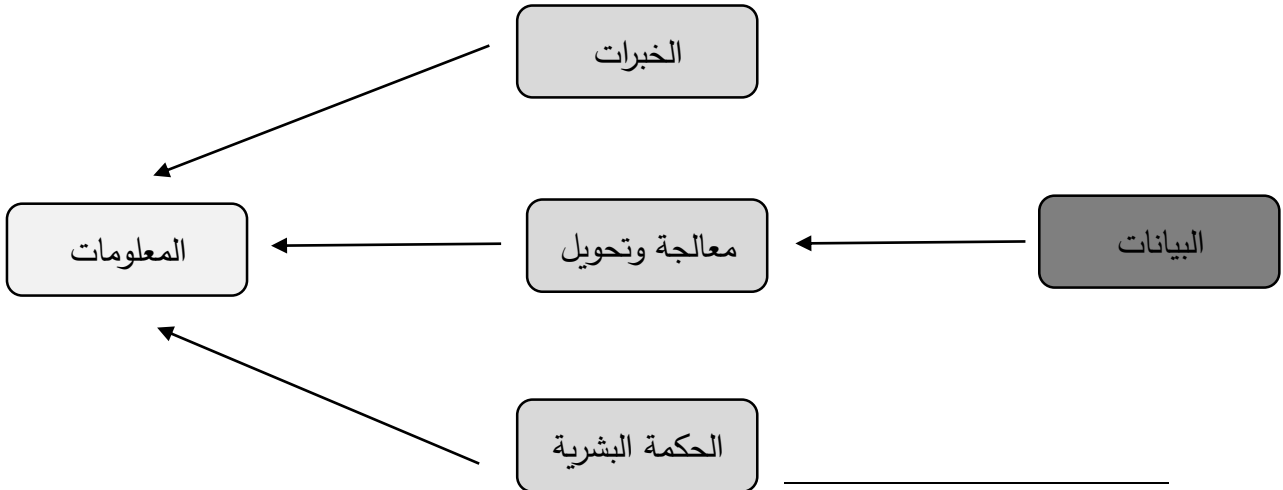 الخبرات
البيانات
معالجة وتحويل
المعلومات
الحكمة البشرية